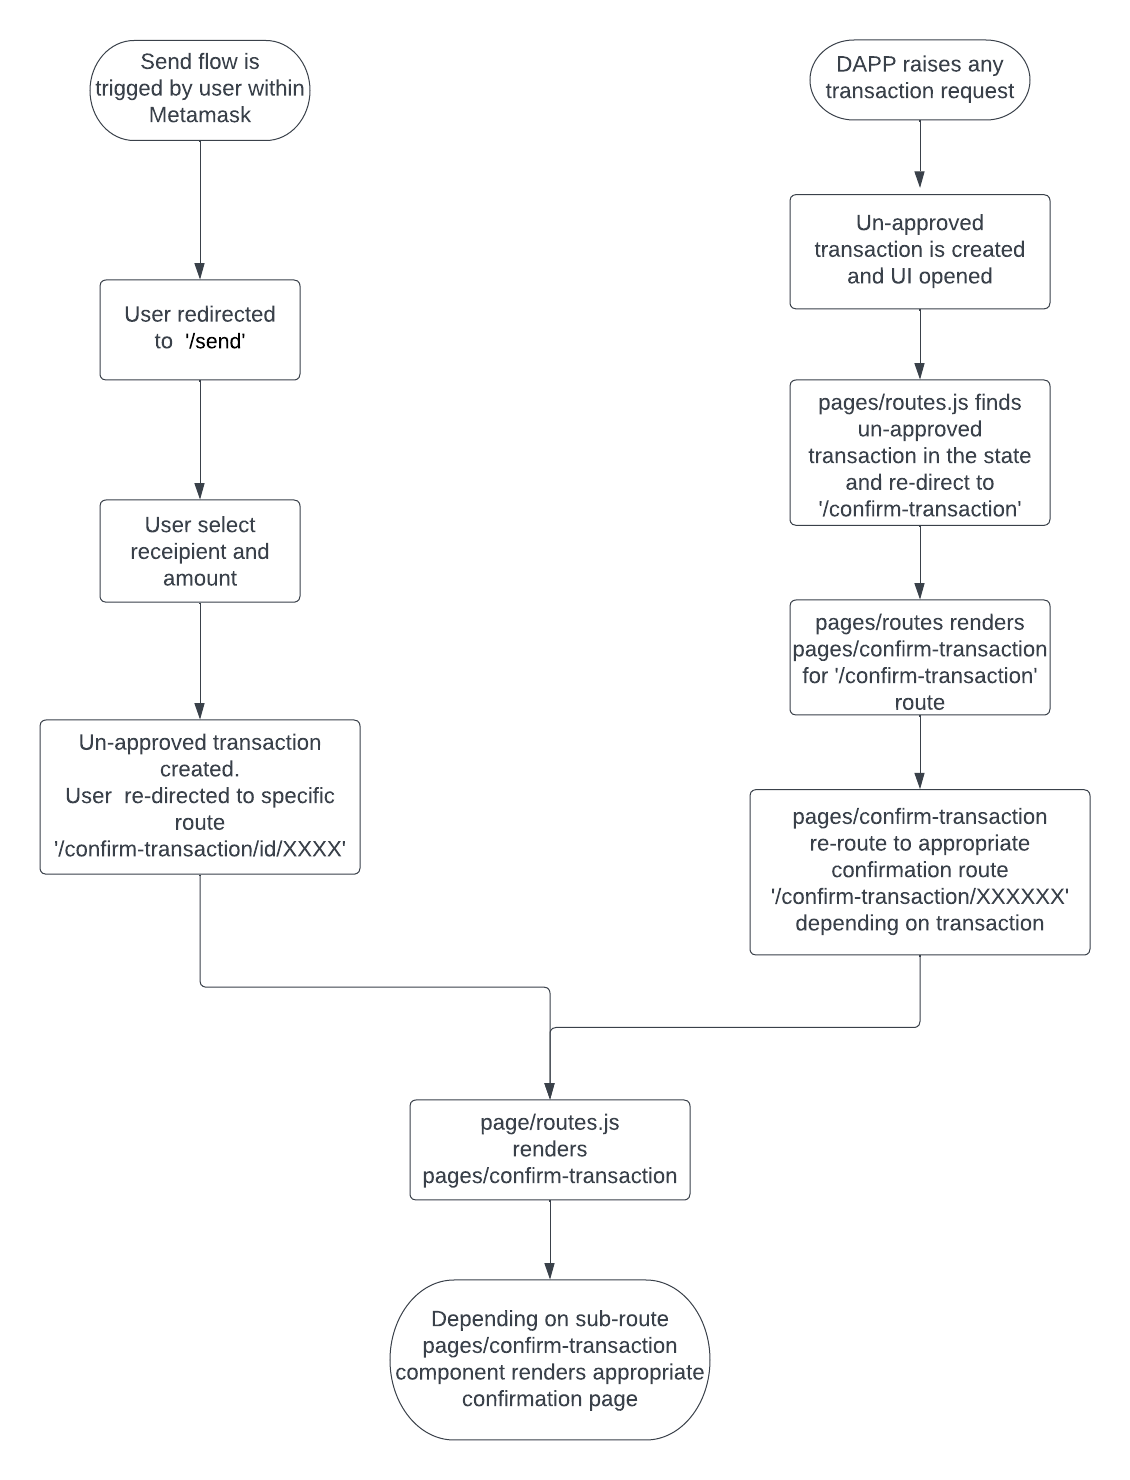 Send flow is
trigged by user within
Metamask
User redirected
to '/send'
User select
receipient and
amount
Un-approved transaction
created.
User re-directed to specific
route
'/confirm-transaction/id/XXXX'
DAPP raises any
transaction request
Un-approved
transaction is created
and UI opened
pages/routes.js finds
un-approved
transaction in the state
and re-direct to
'/confirm-transaction'
pages/routes renders
pages/confirm-transaction
for '/confirm-transaction'
route
pages/confirm-transaction
re-route to appropriate
confirmation route
'/confirm-transaction/XXXXXX'
depending on transaction
page/routes.js
renders
pages/confirm-transaction
Depending on sub-route
pages/confirm-transaction
component renders appropriate
confirmation page